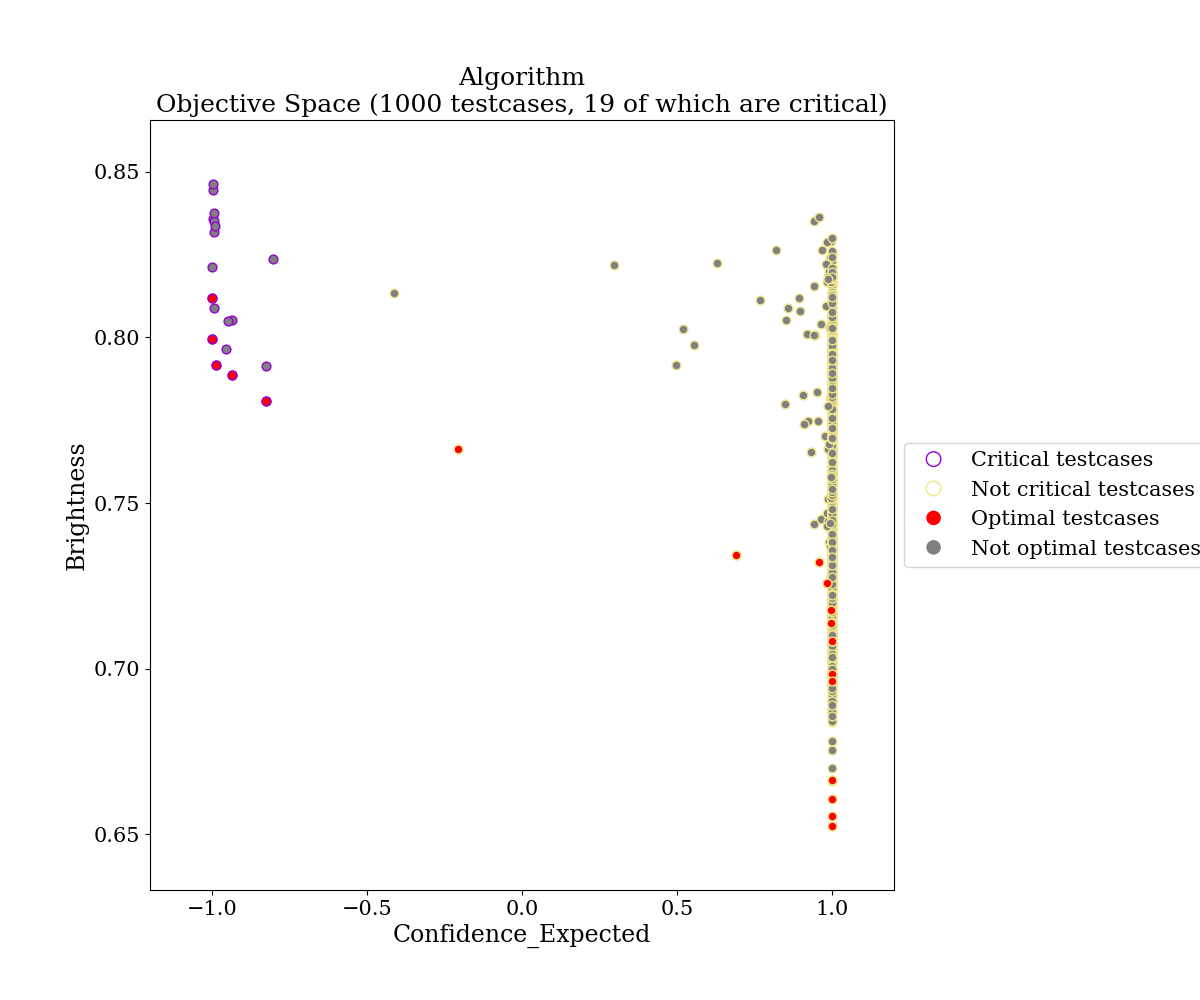 Algorithm
Objective Space (1000 testcases, 19 of which are critical)
0.85
0.80
0.75
0.70
0.65
Brightness
−1.0
−0.5
0.0
0.5
1.0
Confidence_Expected
Critical testcases
Not critical testcases
Optimal testcases
Not optimal testcases